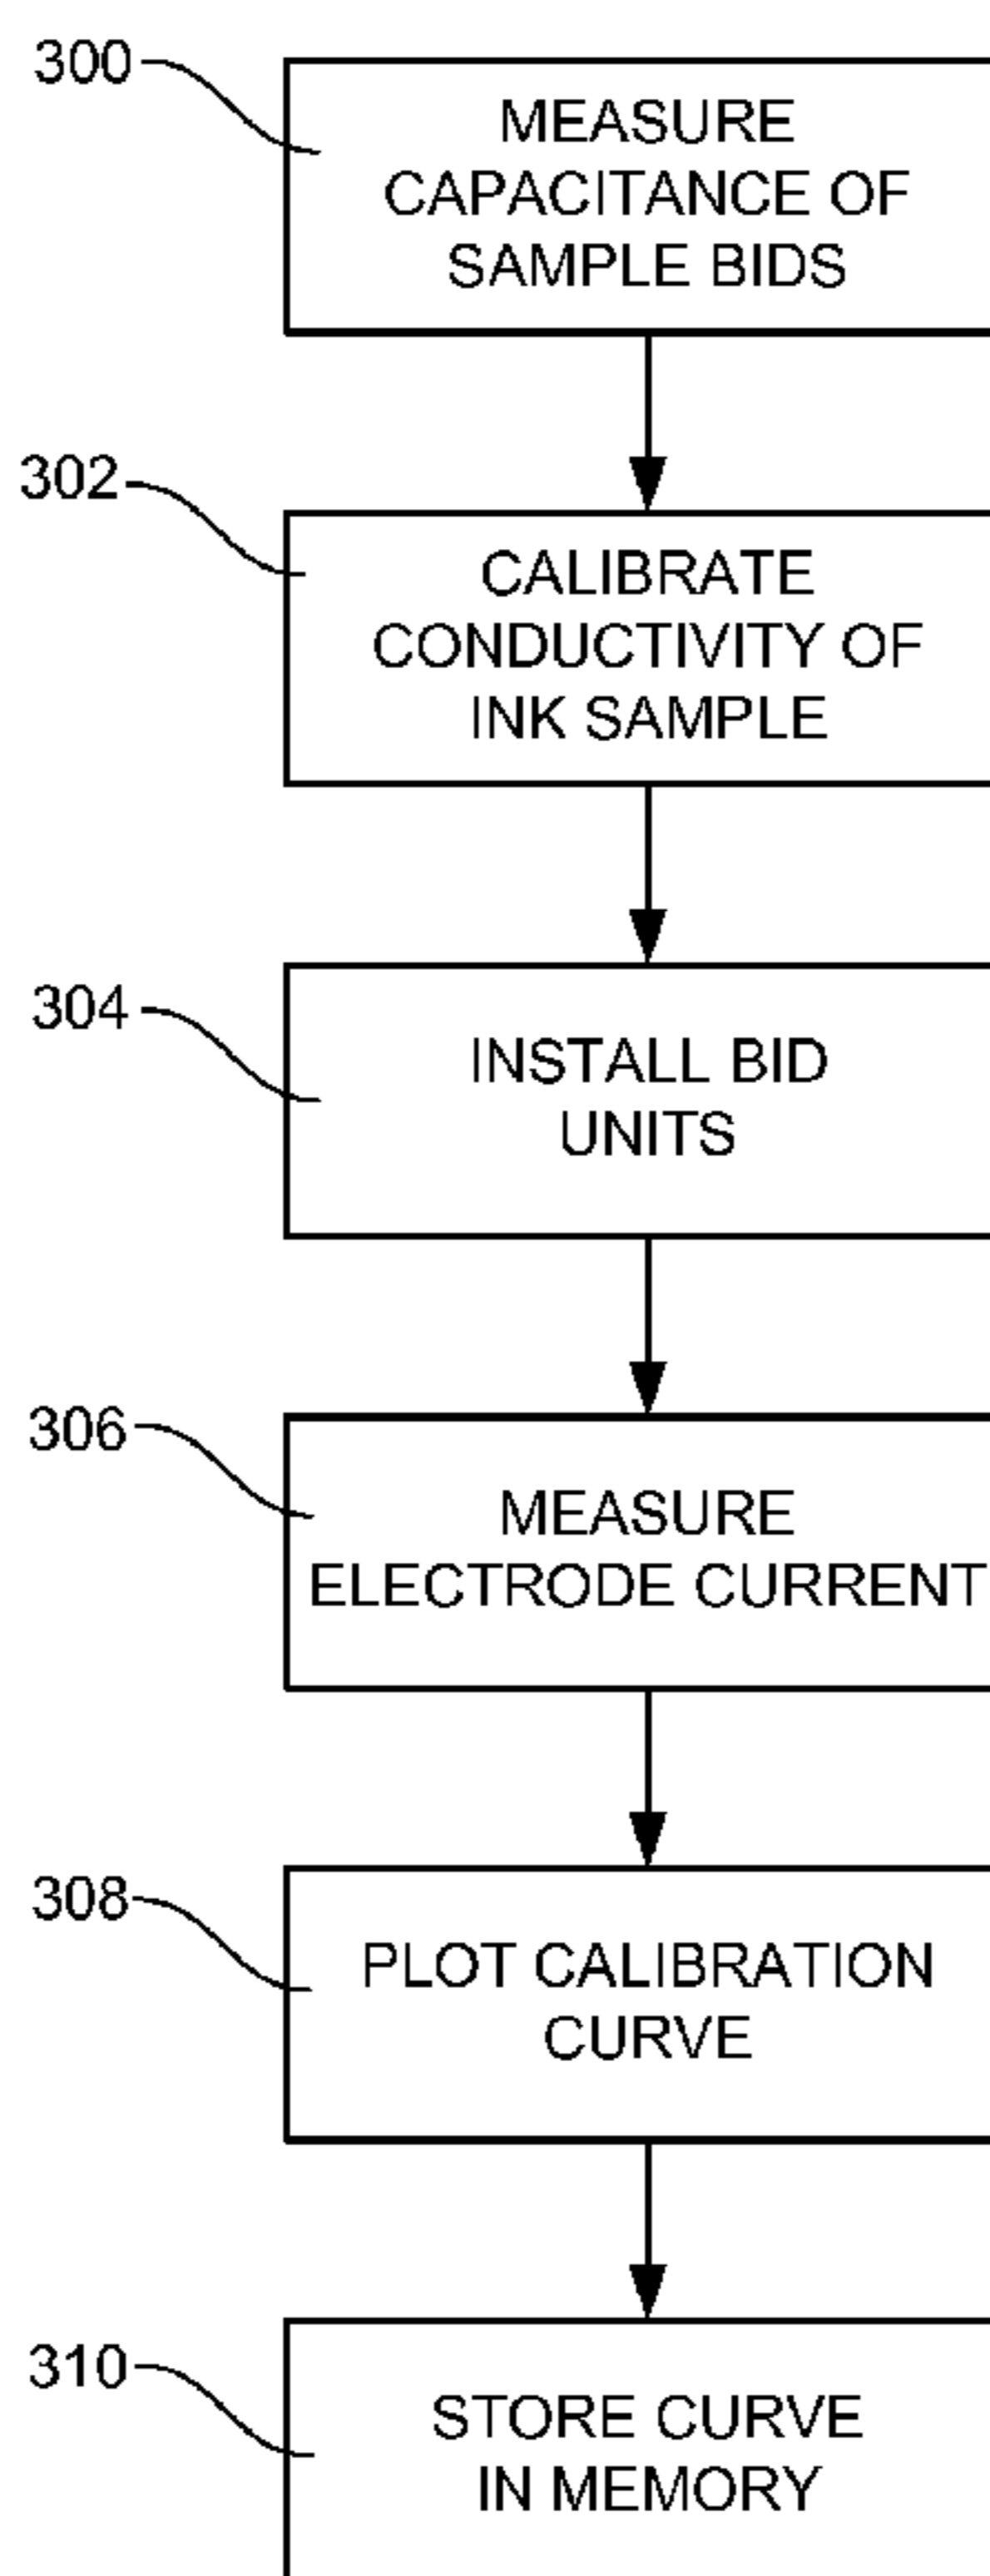 300
MEASURE
CAPACITANCE OF
SAMPLE BIDS
302
CALIBRATE
CONDUCTIVITY OF
INK SAMPLE
304
INSTALL BID
UNITS
306
MEASURE
ELECTRODE CURRENT
308
PLOT CALIBRATION
CURVE
310
STORE CURVE
IN MEMORY